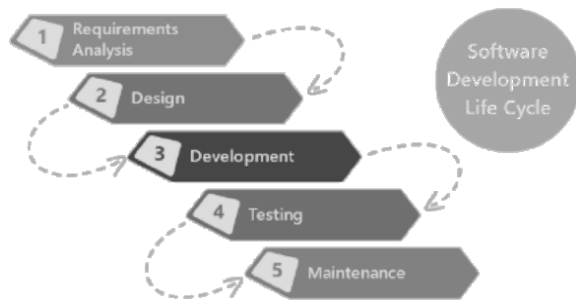 1
Requirements
Analysis
2
Design
3
Development
4
Testing
5
Maintenance
Software
Development
Life Cycle